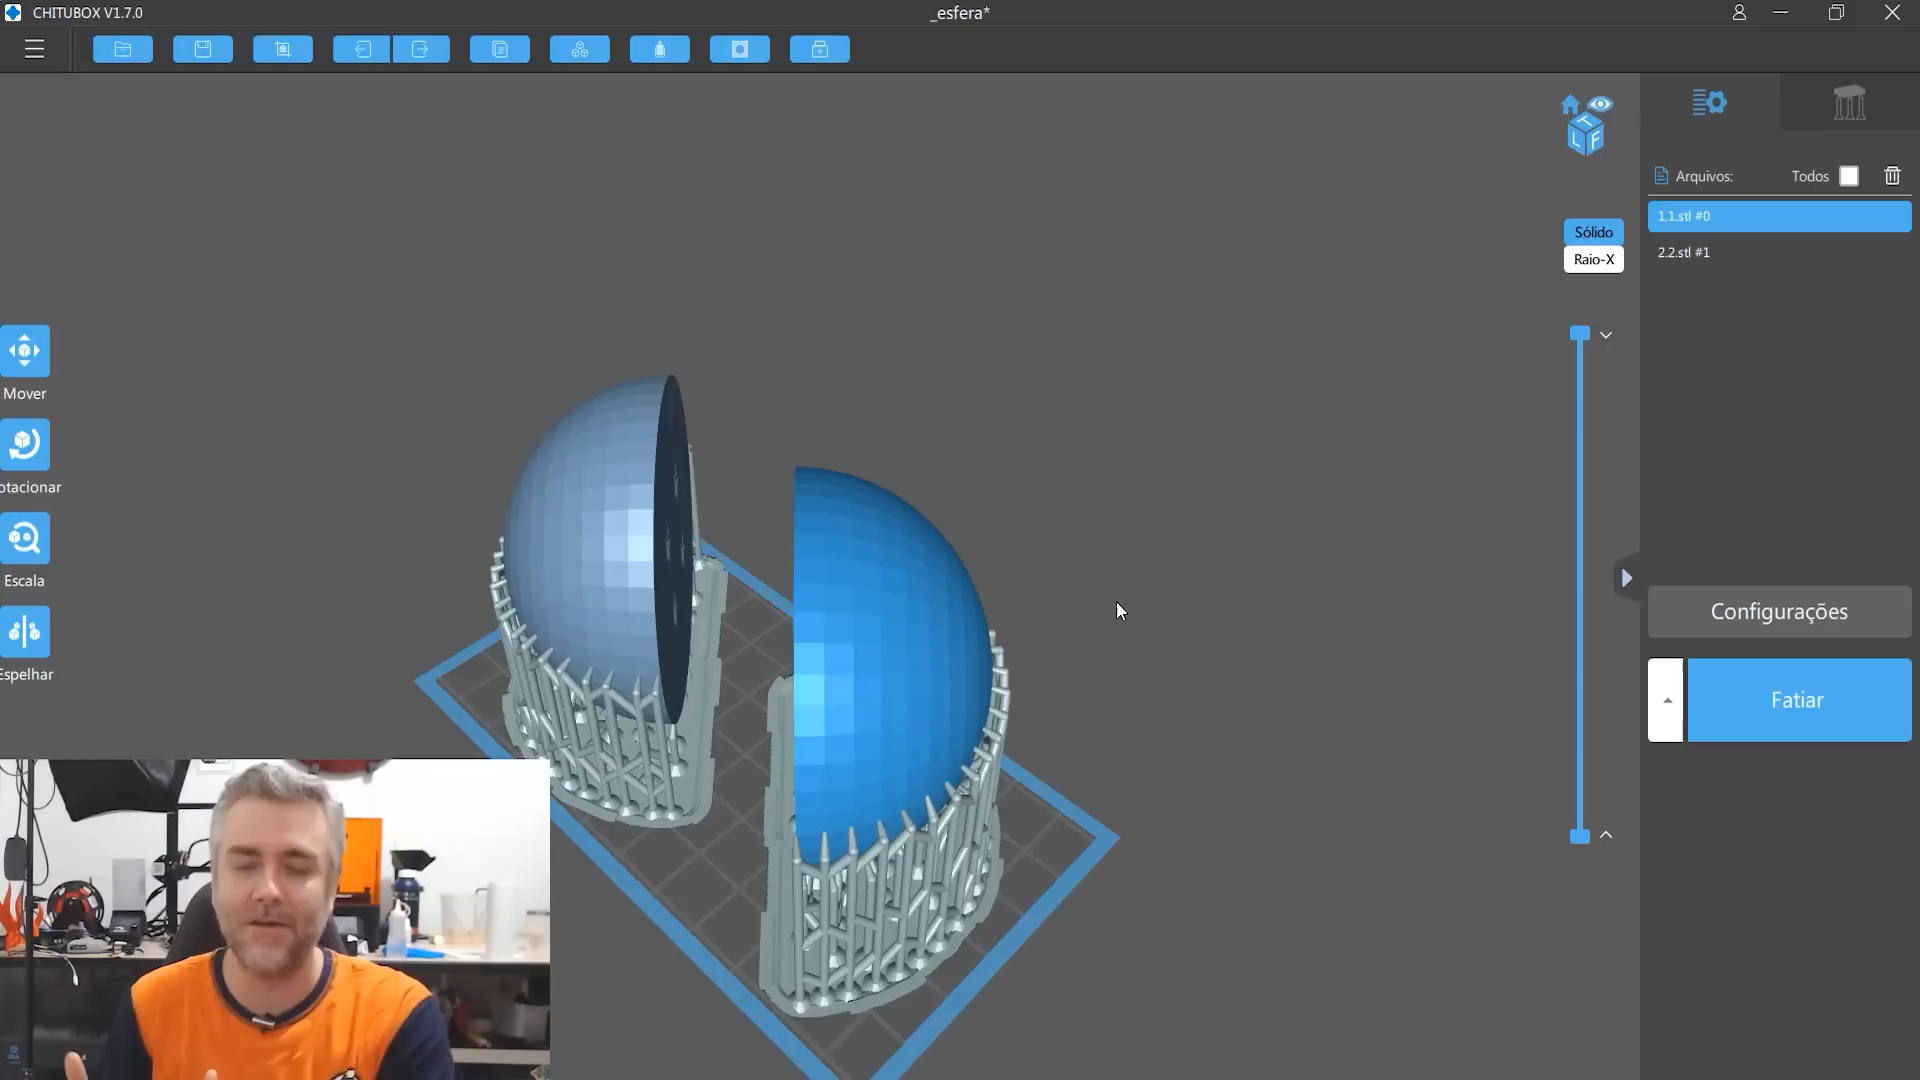 CHITUBOX V1.7.0
_esfera*
T
L F
Arquivos:
Todos
1.1.stl #0
2.2.stl #1
Sólido
Raio-X
Mover
otacionar
Escala
Espelhar
Configurações
Fatiar